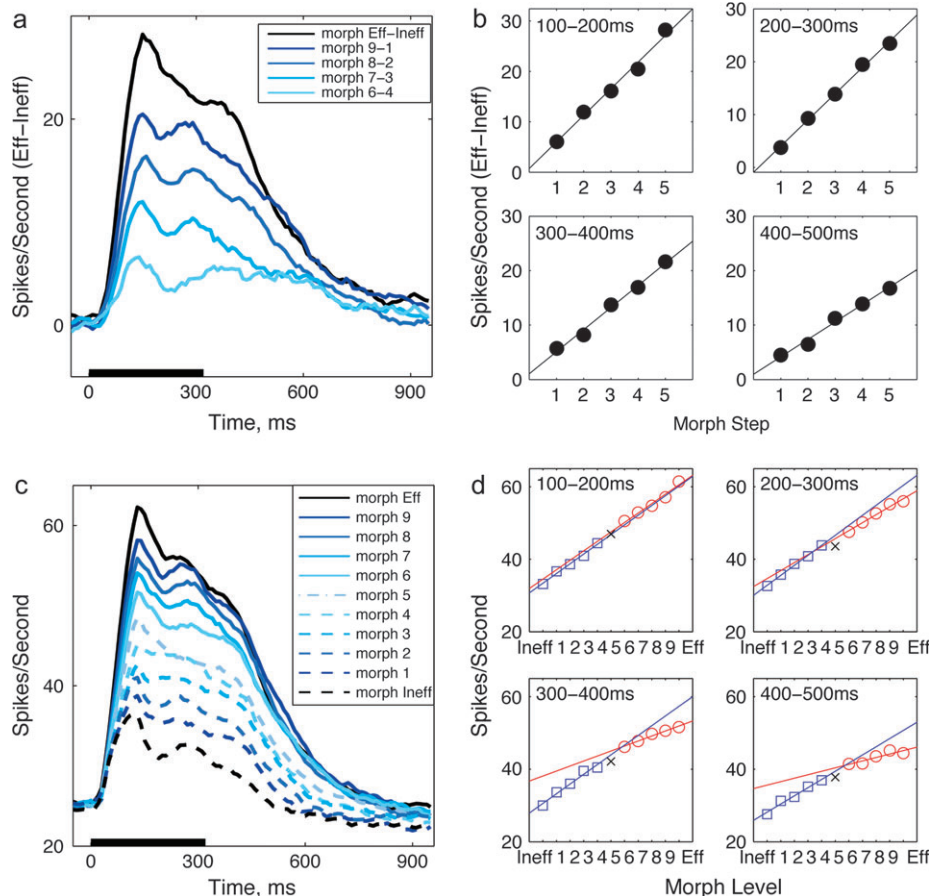 a
morph Eff–Ineff
morph 9–1
morph 8–2
morph 7–3
morph 6–4
Spikes/Second (Eff–Ineff)
20
0
0 300 600 900
Time, ms
b
Spikes/Second (Eff–Ineff)
100–200ms
30
20
10
0
1 2 3 4 5
200–300ms
30
20
10
0
1 2 3 4 5
300–400ms
30
20
10
0
1 2 3 4 5
400–500ms
30
20
10
0
1 2 3 4 5
Morph Step
c
morph Eff
morph 9
morph 8
morph 7
morph 6
morph 5
morph 4
morph 3
morph 2
morph 1
morph Ineff
Spikes/Second
60
40
20
0 300 600 900
Time, ms
d
Spikes/Second
100–200ms
60
40
20
Ineff 1 2 3 4 5 6 7 8 9 Eff
200–300ms
60
40
20
Ineff 1 2 3 4 5 6 7 8 9 Eff
300–400ms
60
40
20
Ineff 1 2 3 4 5 6 7 8 9 Eff
400–500ms
60
40
20
Ineff 1 2 3 4 5 6 7 8 9 Eff
Morph Level